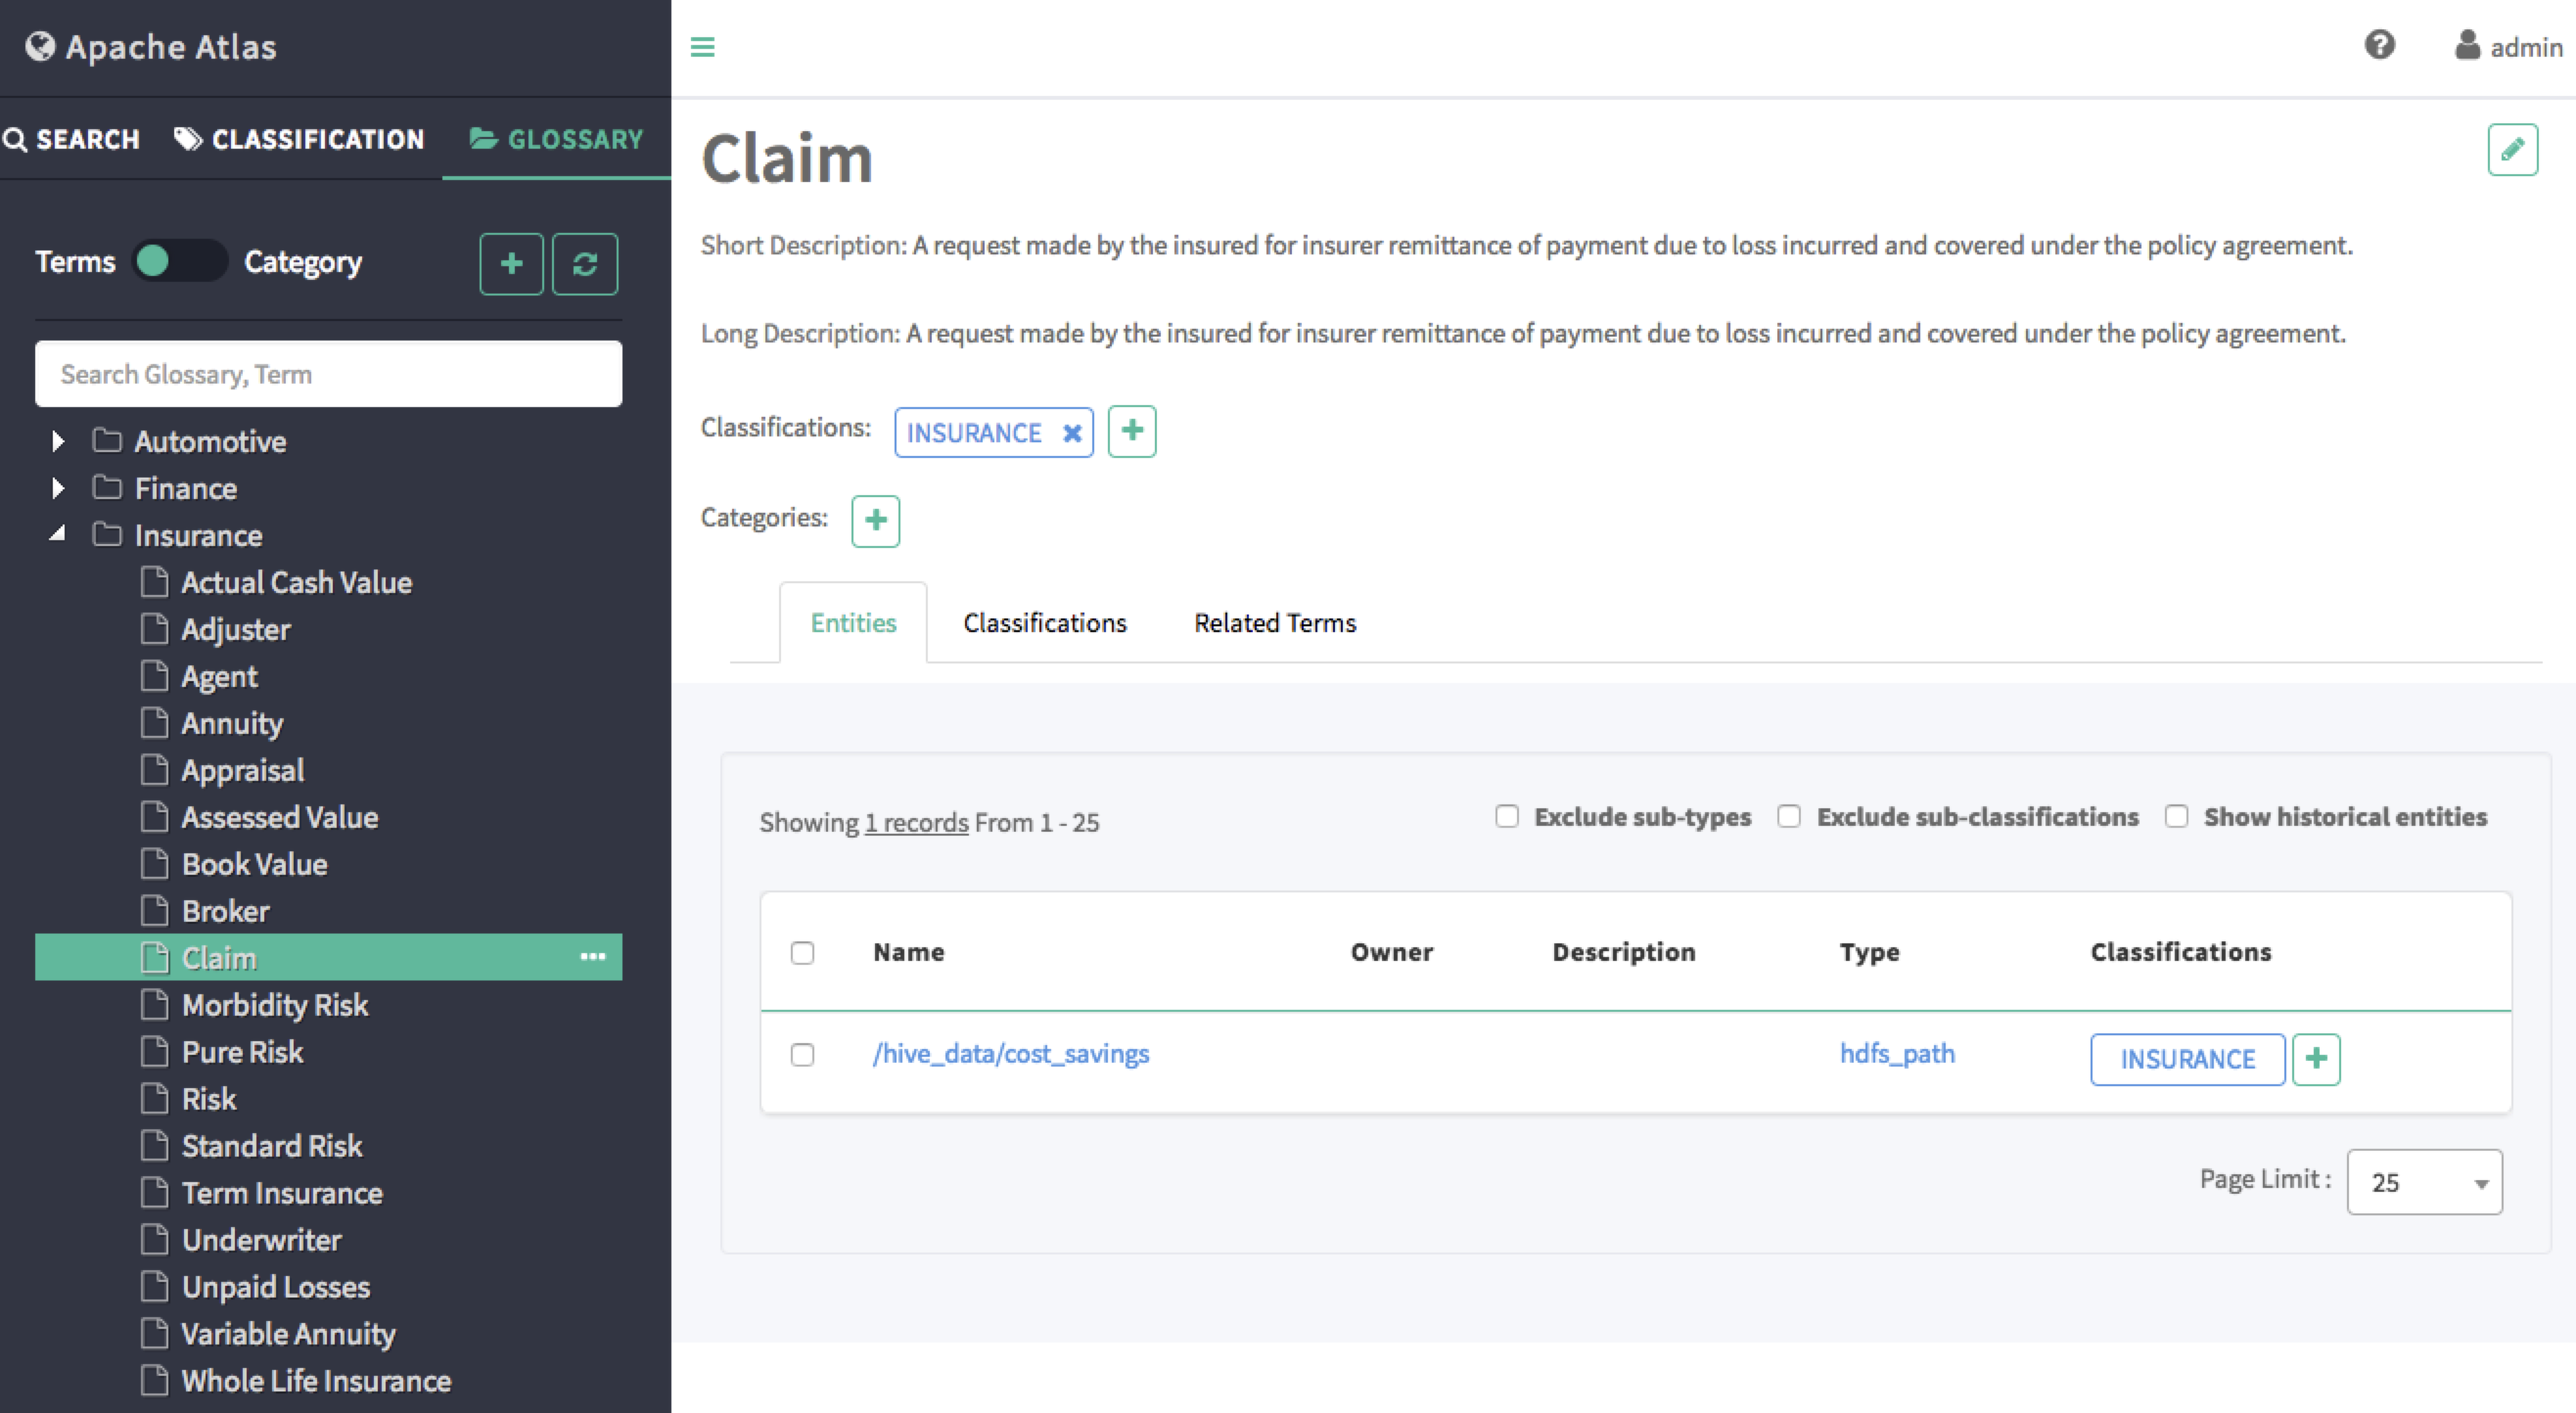 Apache Atlas
SEARCH
CLASSIFICATION
GLOSSARY
Terms
Category
Search Glossary, Term
Automotive
Finance
Insurance
Actual Cash Value
Adjuster
Agent
Annuity
Appraisal
Assessed Value
Book Value
Broker
Claim
Morbidity Risk
Pure Risk
Risk
Standard Risk
Term Insurance
Underwriter
Unpaid Losses
Variable Annuity
Whole Life Insurance
admin
Claim
Short Description: A request made by the insured for insurer remittance of payment due to loss incurred and covered under the policy agreement.
Long Description: A request made by the insured for insurer remittance of payment due to loss incurred and covered under the policy agreement.
Classifications: INSURANCE
Categories:
Entities Classifications Related Terms
Showing 1 records From 1 - 25
Exclude sub-types Exclude sub-classifications Show historical entities
Name Owner Description Type Classifications
/hive_data/cost_savings hdfs_path INSURANCE
Page Limit : 25